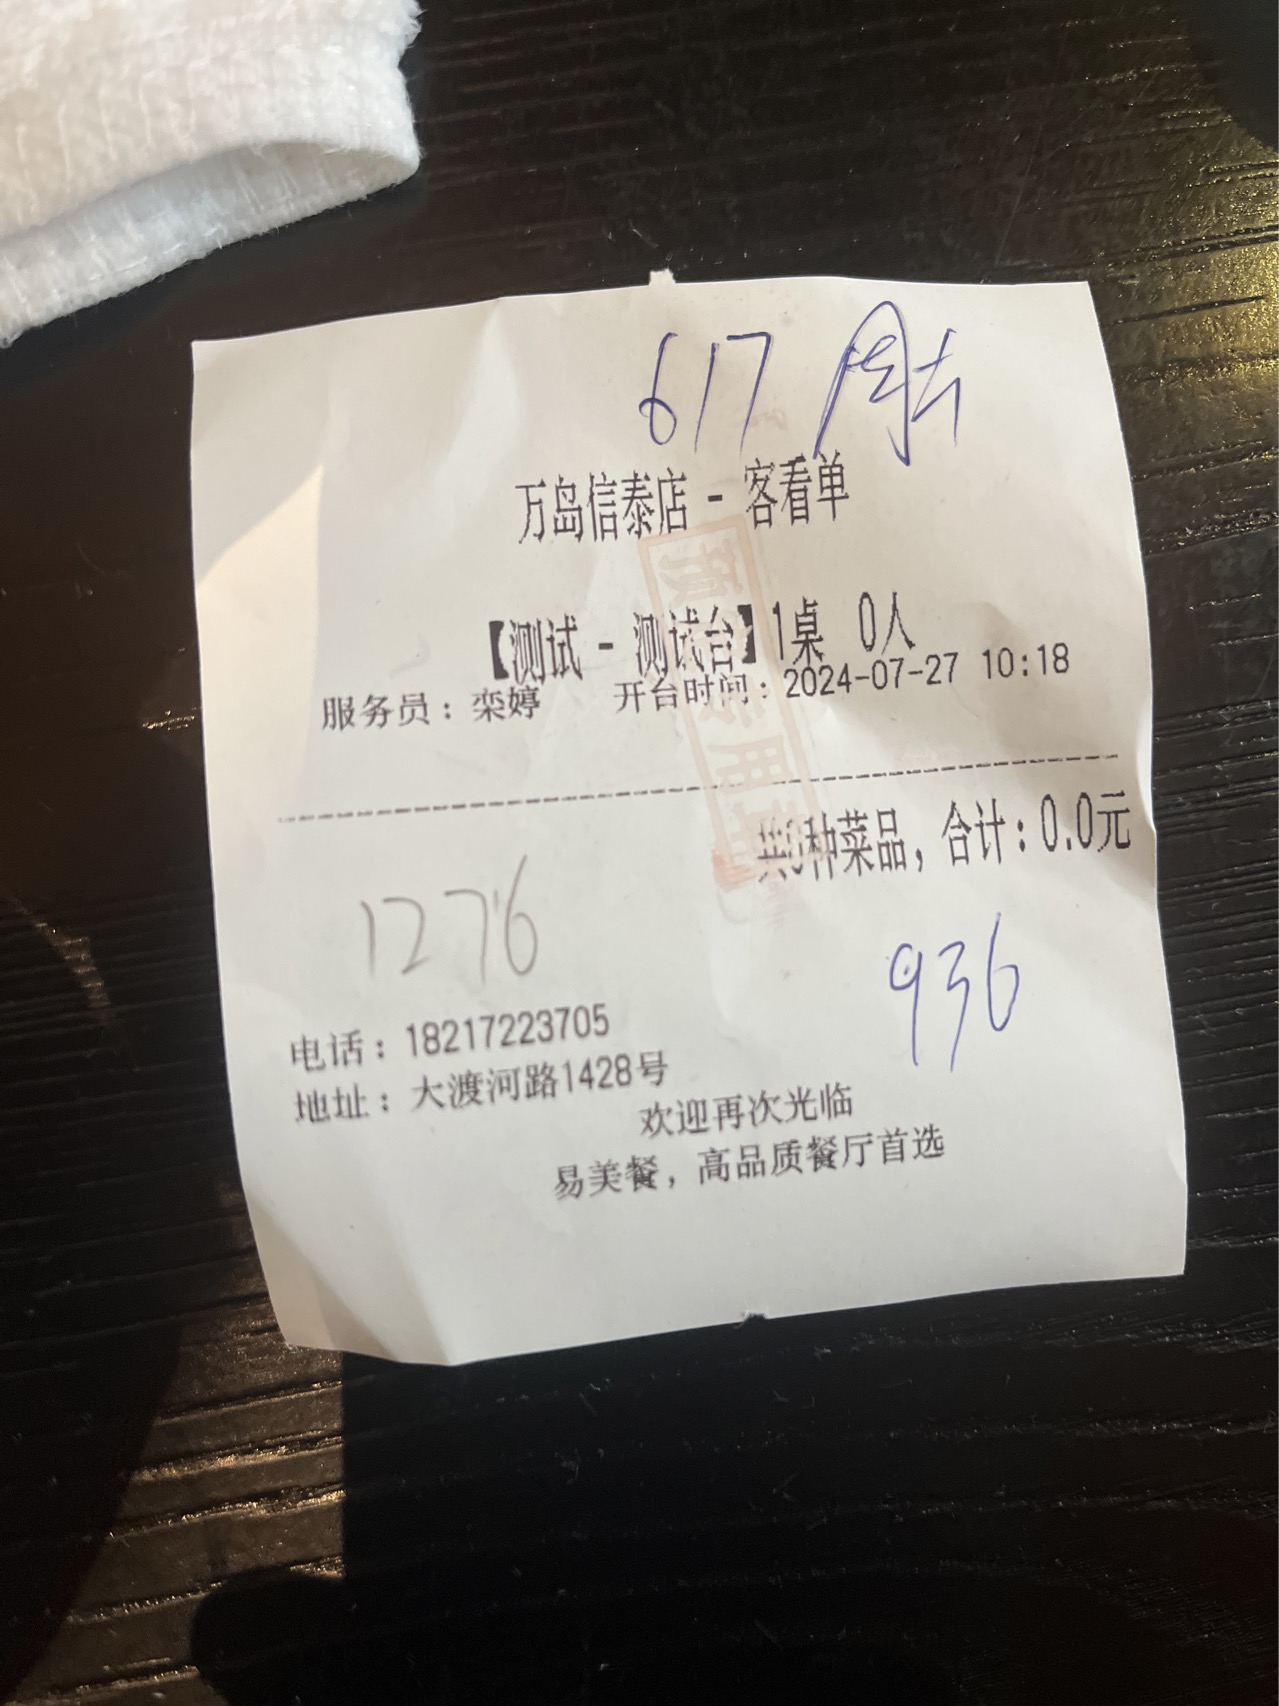 617
万岛信泰店 - 客看单
【测试 - 测试台】1桌 0人
服务员：栾婷 开台时间：2024-07-27 10:18
共0种菜品，合计：0.0元
1276
936
电话：18217223705
地址：大渡河路1428号
欢迎再次光临
易美餐，高品质餐厅首选